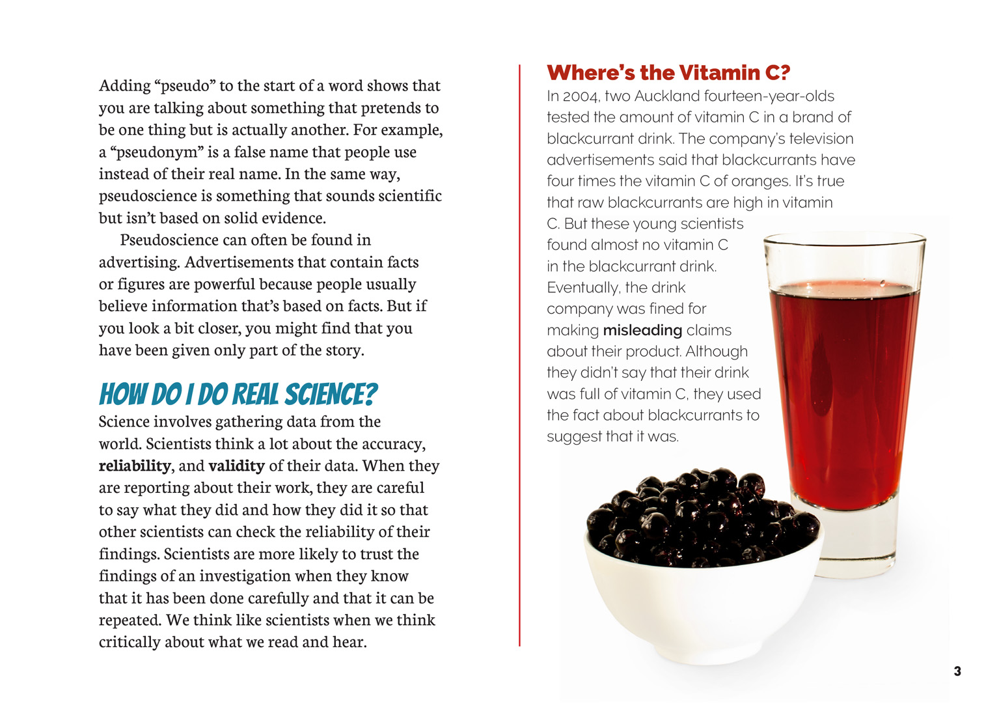 Adding “pseudo” to the start of a word shows that
you are talking about something that pretends to
be one thing but is actually another. For example,
a “pseudonym” is a false name that people use
instead of their real name. In the same way,
pseudoscience is something that sounds scientific
but isn’t based on solid evidence.
Pseudoscience can often be found in
advertising. Advertisements that contain facts
or figures are powerful because people usually
believe information that’s based on facts. But if
you look a bit closer, you might find that you
have been given only part of the story.
HOW DO I DO REAL SCIENCE?
Science involves gathering data from the
world. Scientists think a lot about the accuracy,
reliability, and validity of their data. When they
are reporting about their work, they are careful
to say what they did and how they did it so that
other scientists can check the reliability of their
findings. Scientists are more likely to trust the
findings of an investigation when they know
that it has been done carefully and that it can be
repeated. We think like scientists when we think
critically about what we read and hear.
Where’s the Vitamin C?
In 2004, two Auckland fourteen-year-olds
tested the amount of vitamin C in a brand of
blackcurrant drink. The company’s television
advertisements said that blackcurrants have
four times the vitamin C of oranges. It’s true
that raw blackcurrants are high in vitamin
C. But these young scientists
found almost no vitamin C
in the blackcurrant drink.
Eventually, the drink
company was fined for
making misleading claims
about their product. Although
they didn’t say that their drink
was full of vitamin C, they used
the fact about blackcurrants to
suggest that it was.
3